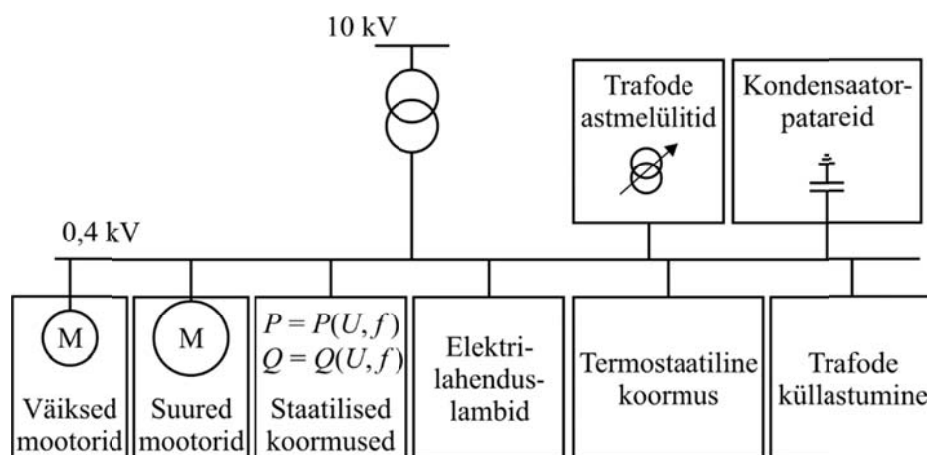 10 kV
Trafode
astmelülitid
Kondensaator-
patareid
0,4 kV
M
Väiksed
mootorid
M
Suured
mootorid
P = P(U, f)
Q = Q(U, f)
Staatilised
koormused
Elektri-
lahendus-
lambid
Termostaatiline
koormus
Trafode
küllastumine